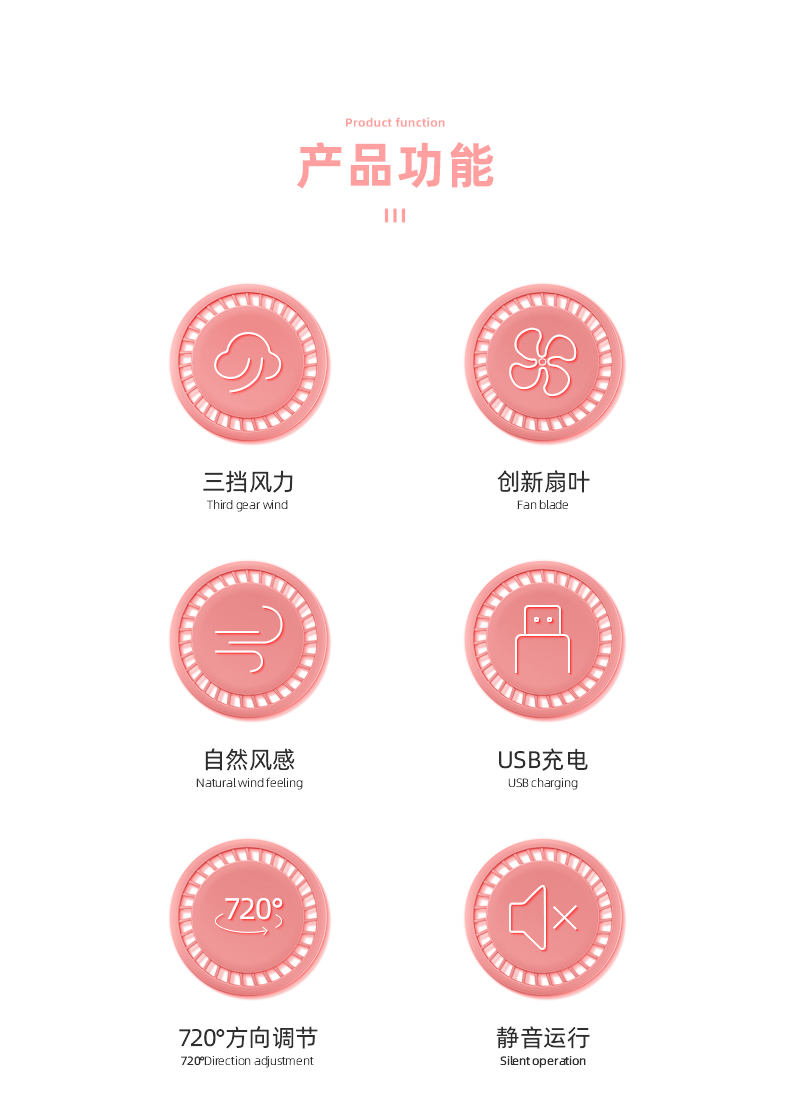 Product function
产品功能
三挡风力
Third gear wind
创新扇叶
Fan blade
自然风感
Natural wind feeling
USB充电
USB charging
720°
720°方向调节
720°Direction adjustment
静音运行
Silent operation